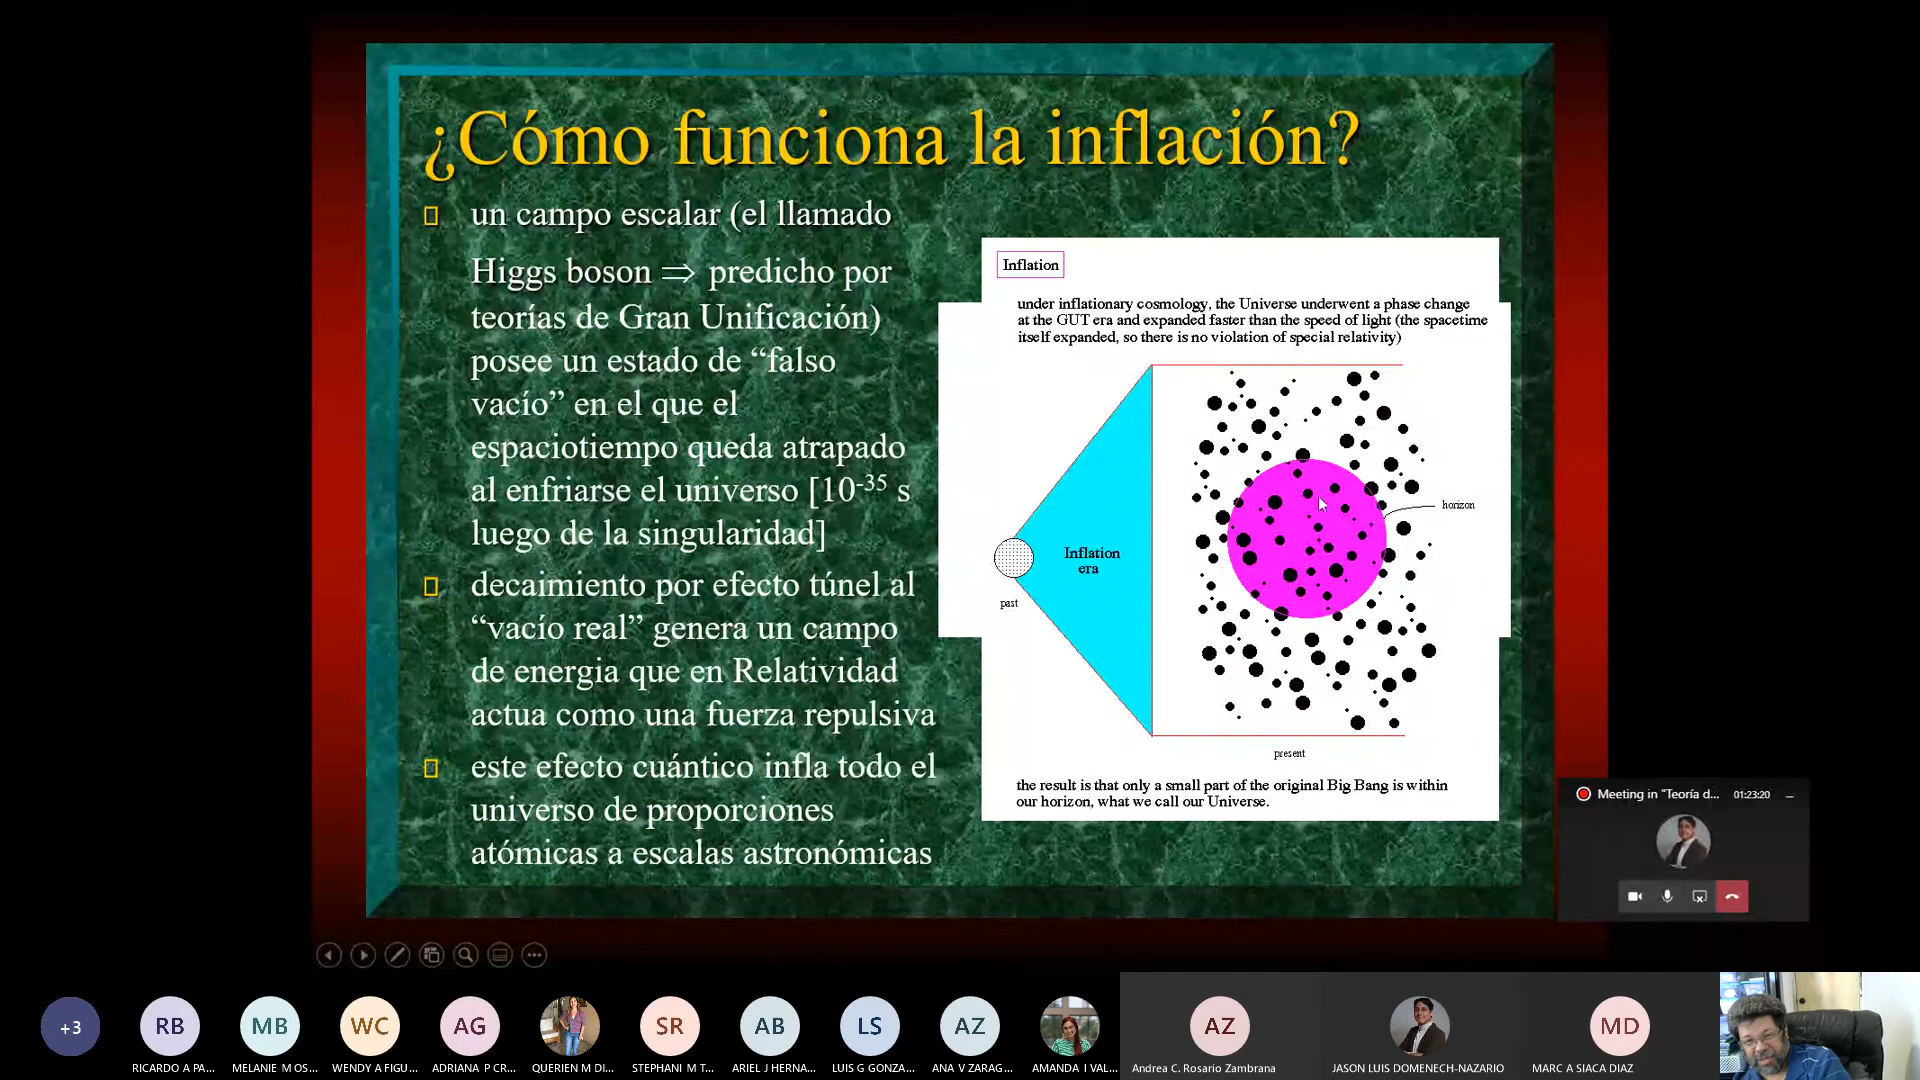 ¿Cómo funciona la inflación?
un campo escalar (el llamado
Higgs boson ⇒ predicho por
teorías de Gran Unificación)
posee un estado de “falso
vacío” en el que el
espaciotiempo queda atrapado
al enfriarse el universo [10-35 s
luego de la singularidad]
decaimiento por efecto túnel al
“vacío real” genera un campo
de energia que en Relatividad
actua como una fuerza repulsiva
este efecto cuántico infla todo el
universo de proporciones
atómicas a escalas astronómicas
Inflation
under inflationary cosmology, the Universe underwent a phase change
at the GUT era and expanded faster than the speed of light (the spacetime
itself expanded, so there is no violation of special relativity)
horizon
Inflation
era
past
present
the result is that only a small part of the original Big Bang is within
our horizon, what we call our Universe.
Meeting in "Teoría d... 01:23:20
+3
RB
MB
WC
AG
SR
AB
LS
AZ
AZ
MD
RICARDO A PA...
MELANIE M OS...
WENDY A FIGU...
ADRIANA P CR...
QUERIEN M DI...
STEPHANI M T...
ARIEL J HERNA...
LUIS G GONZA...
ANA V ZARAG...
AMANDA I VAL...
Andrea C. Rosario Zambrana
JASON LUIS DOMENECH-NAZARIO
MARC A SIACA DIAZ